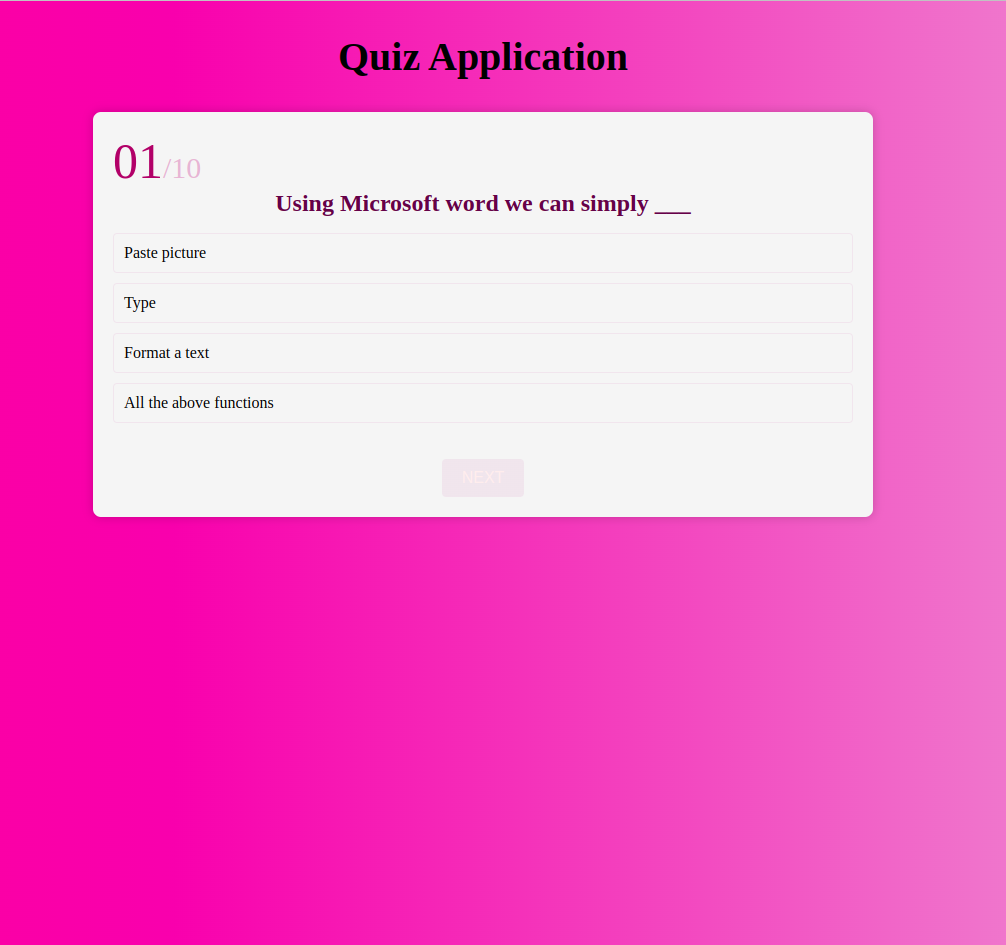 Quiz Application
01/10
Using Microsoft word we can simply ___
Paste picture
Type
Format a text
All the above functions
NEXT